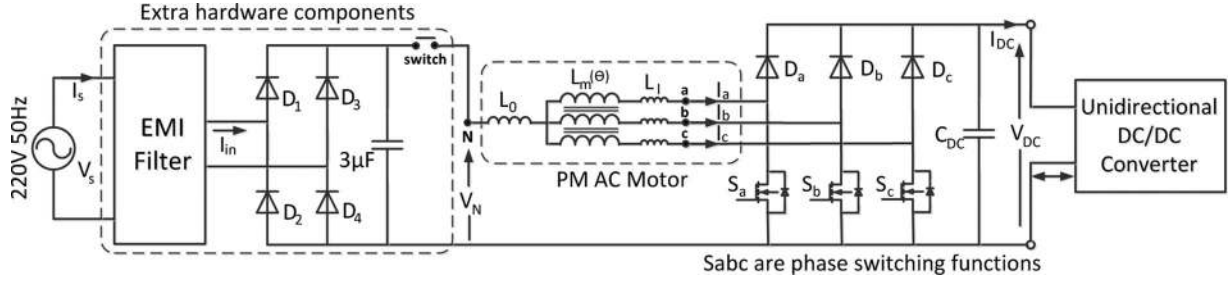 Extra hardware components
220V 50Hz
Is
Vs
EMI
Filter
Iin
D1
D3
D2
D4
3µF
switch
N
VN
L0
Lm(θ)
Ll
a
b
c
Ia
Ib
Ic
PM AC Motor
Da
Db
Dc
Sa
Sb
Sc
CDC
IDC
VDC
Unidirectional
DC/DC
Converter
Sabc are phase switching functions